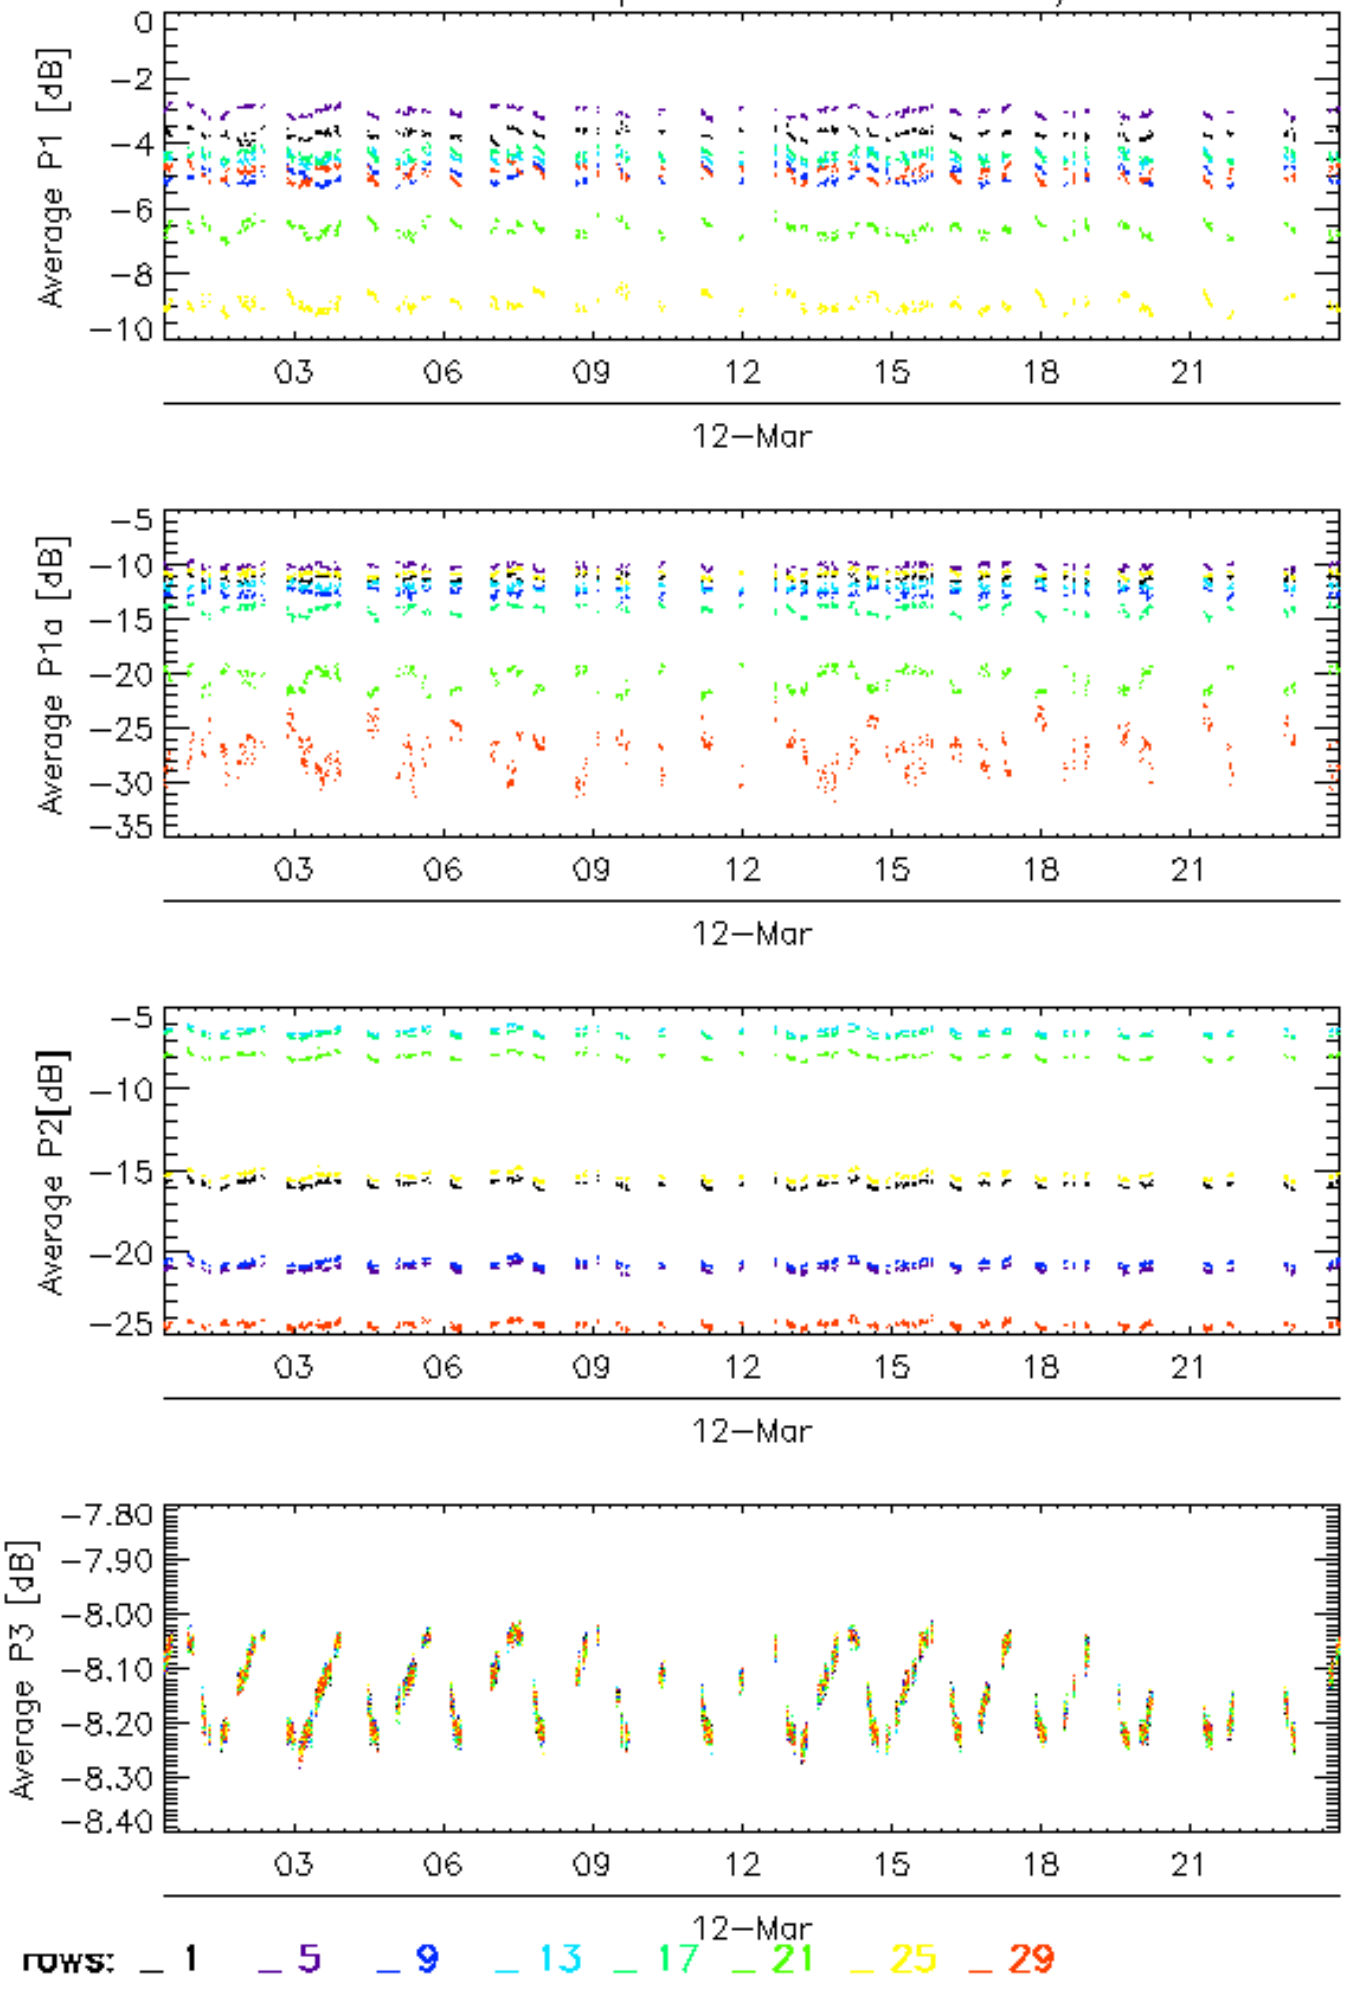 0
−2
−4
−6
−8
−10
Average P1 [dB]
03 06 09 12 15 18 21
12−Mar
−5
−10
−15
−20
−25
−30
−35
Average P1a [dB]
03 06 09 12 15 18 21
12−Mar
−5
−10
−15
−20
−25
Average P2[dB]
03 06 09 12 15 18 21
12−Mar
−7.80
−7.90
−8.00
−8.10
−8.20
−8.30
−8.40
Average P3 [dB]
03 06 09 12 15 18 21
12−Mar
rows: _ 1 _ 5 _ 9 _ 13 _ 17 _ 21 _ 25 _ 29